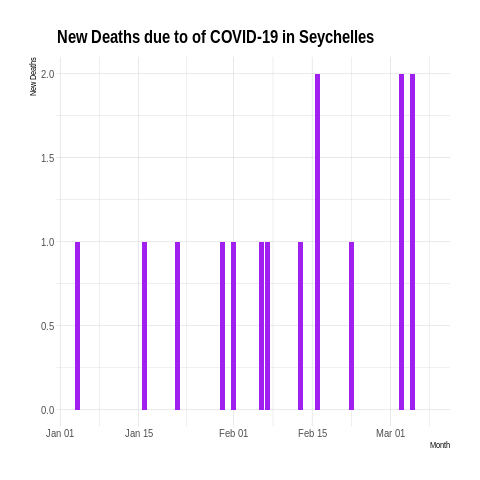 New Deaths due to of COVID-19 in Seychelles
New Deaths
2.0
1.5
1.0
0.5
0.0
Jan 01 Jan 15 Feb 01 Feb 15 Mar 01
Month